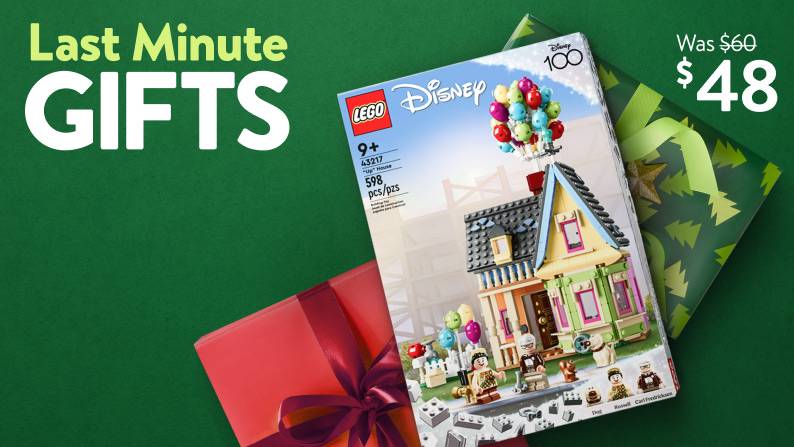 Last Minute
GIFTS
Was $60
$48
LEGO
Disney
Disney
100
9+
43217
"Up" House
598
pcs/pzs
Dug
Russell
Carl Fredricksen